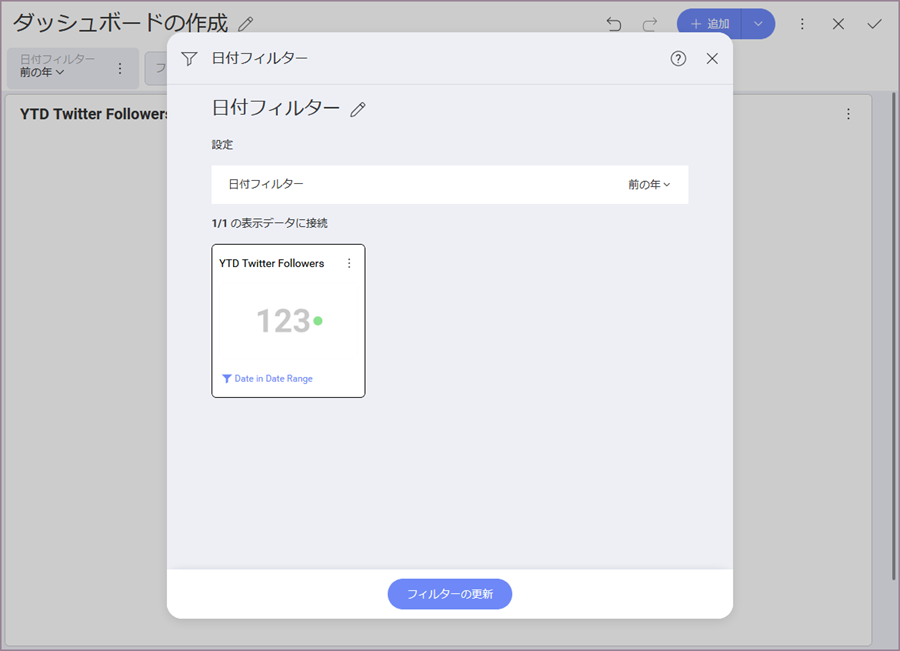 ダッシュボードの作成
追加
日付フィルター
前の年
フ
YTD Twitter Followers
日付フィルター
日付フィルター
設定
日付フィルター 前の年
1/1 の表示データに接続
YTD Twitter Followers
123
Date in Date Range
フィルターの更新